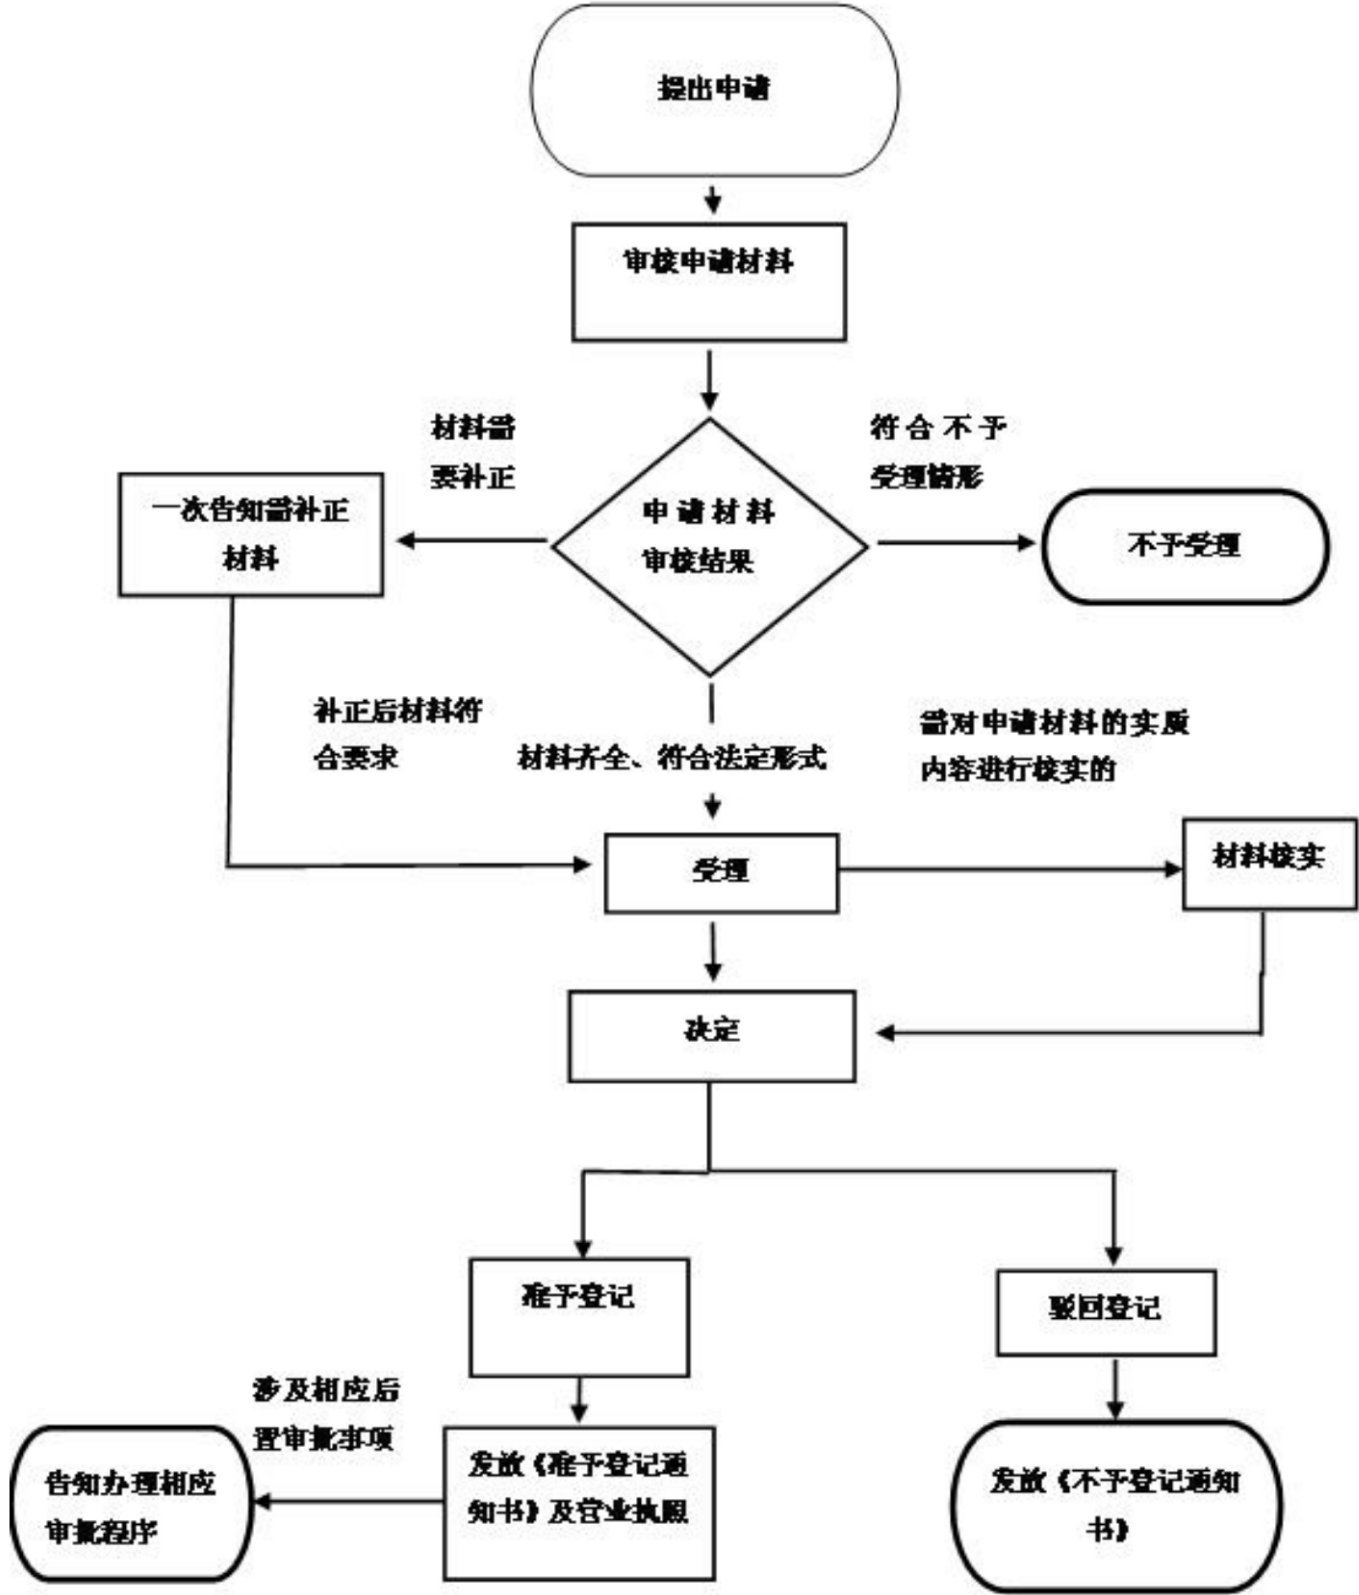 提出申请
审核申请材料
材料需
要补正
符合不予
受理情形
一次告知需补正
材料
申请材料
审核结果
不予受理
补正后材料符
合要求
材料齐全、符合法定形式
需对申请材料的实质
内容进行核实的
受理
材料核实
决定
准予登记
驳回登记
涉及相应后
置审批事项
告知办理相应
审批程序
发放《准予登记通
知书》及营业执照
发放《不予登记通知
书》